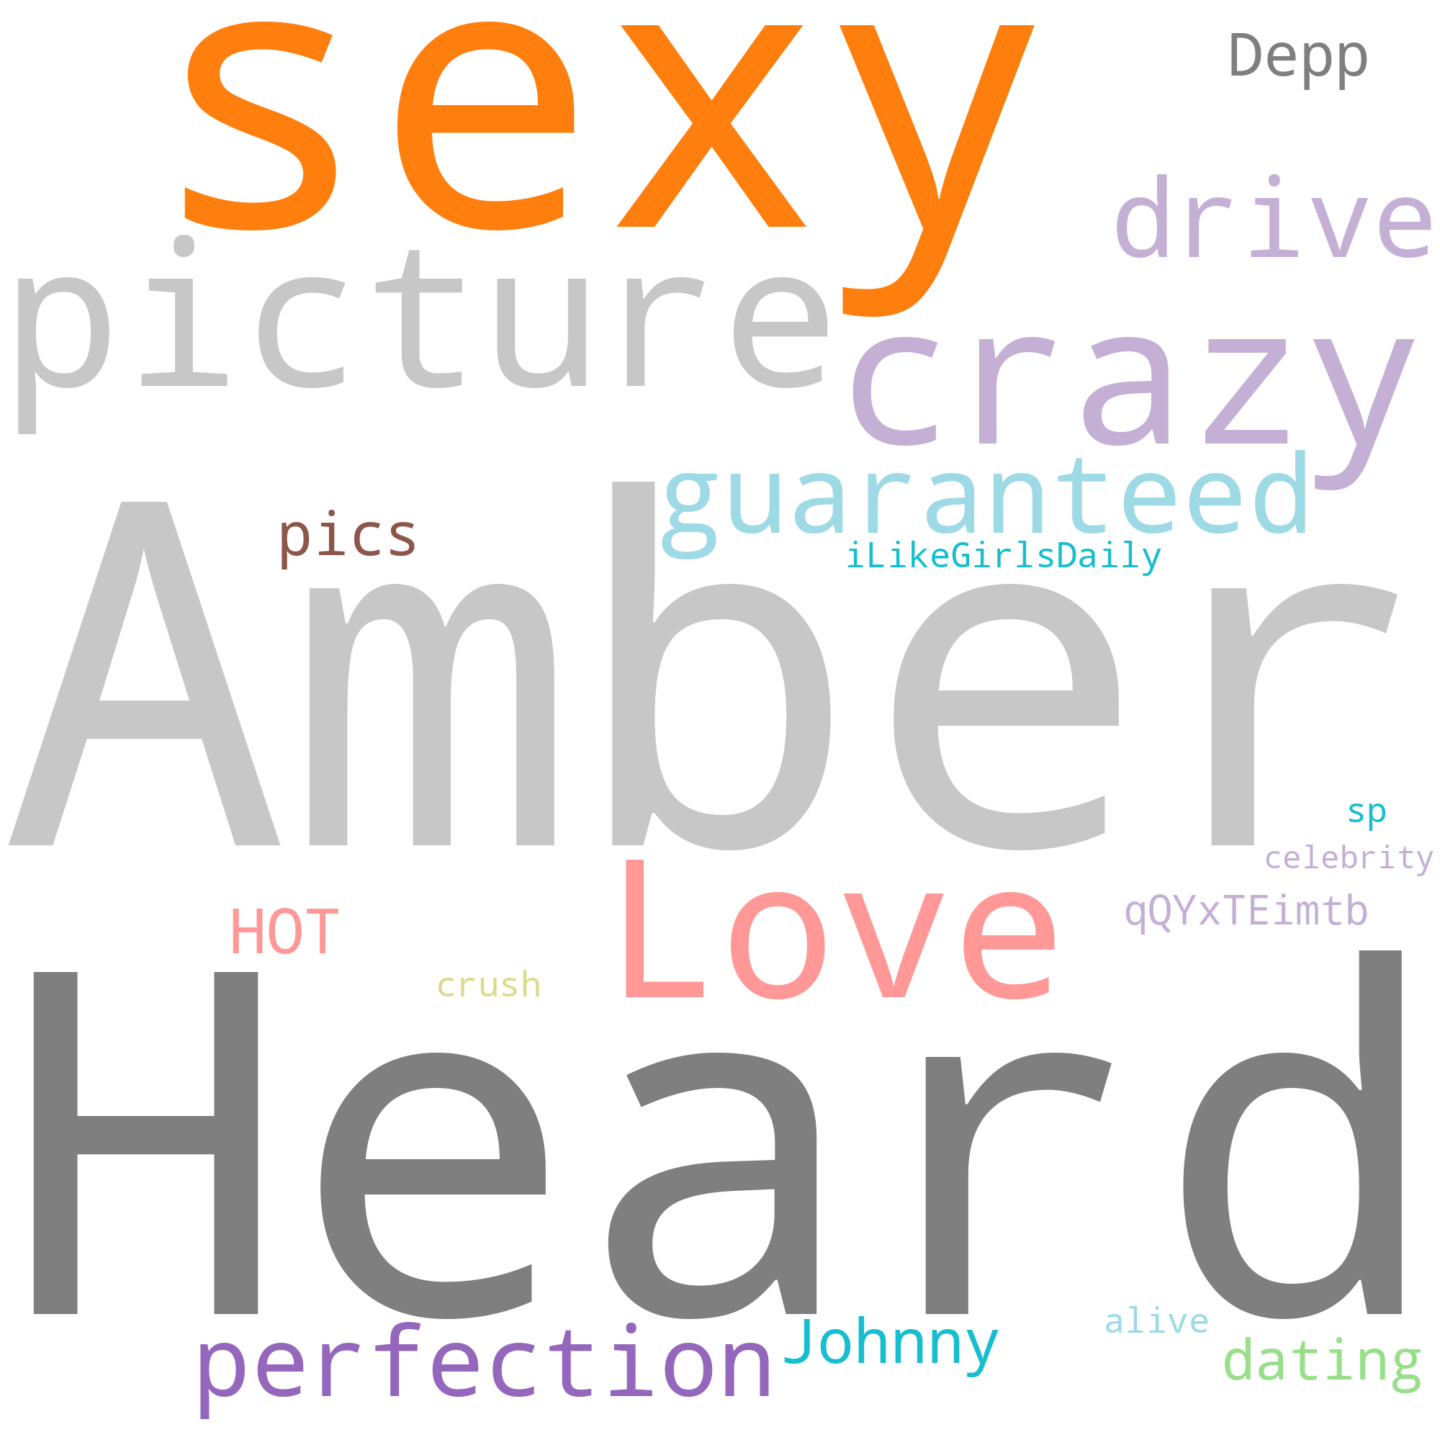 sexy
Depp
drive
picture
crazy
guaranteed
pics
iLikeGirlsDaily
Amber
sp
celebrity
Love
qQYxTEimtb
HOT
crush
Heard
perfection
Johnny
alive
dating